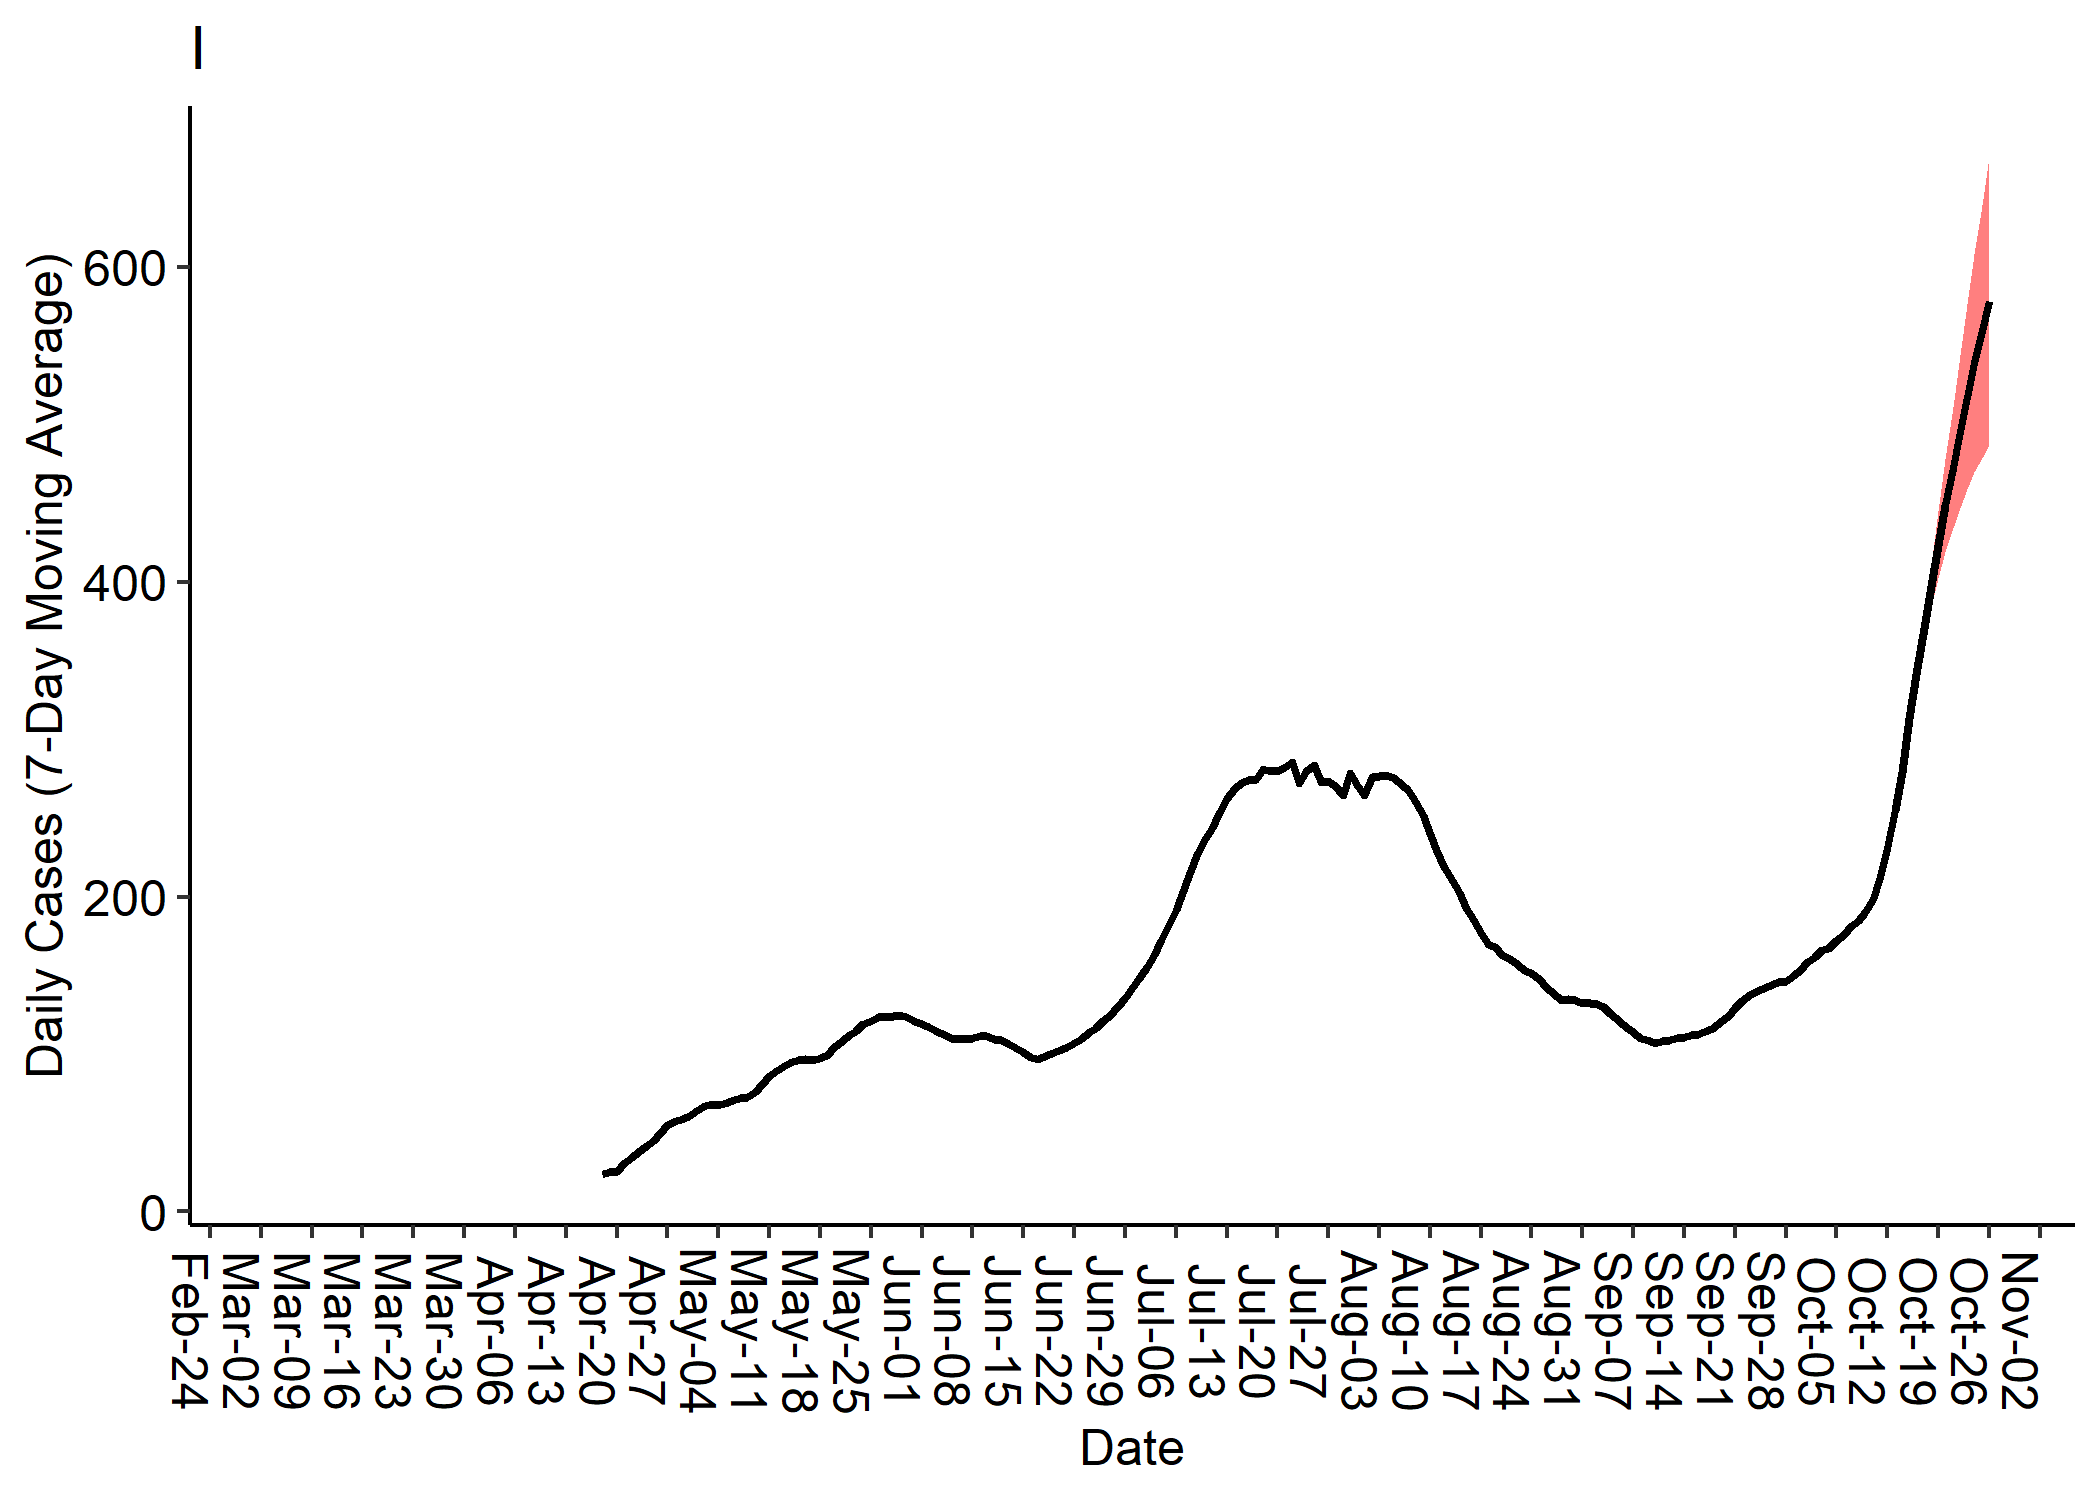 I
Daily Cases (7-Day Moving Average)
600
400
200
0
Feb-24
Mar-02
Mar-09
Mar-16
Mar-23
Mar-30
Apr-06
Apr-13
Apr-20
Apr-27
May-04
May-11
May-18
May-25
Jun-01
Jun-08
Jun-15
Jun-22
Jun-29
Jul-06
Jul-13
Jul-20
Jul-27
Aug-03
Aug-10
Aug-17
Aug-24
Aug-31
Sep-07
Sep-14
Sep-21
Sep-28
Oct-05
Oct-12
Oct-19
Oct-26
Nov-02
Date